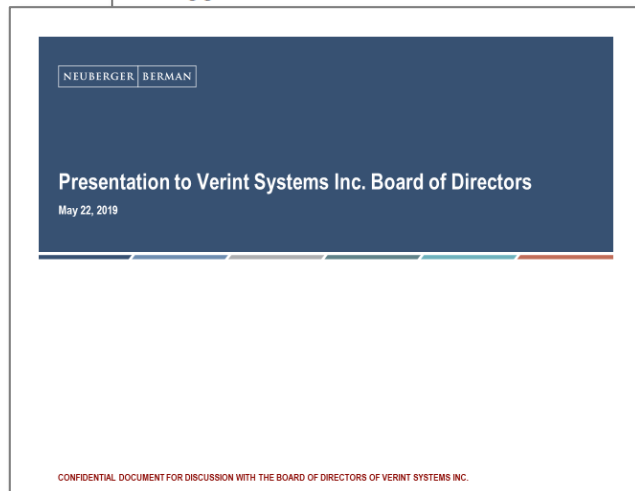 NEUBERGER BERMAN
Presentation to Verint Systems Inc. Board of Directors
May 22, 2019
CONFIDENTIAL DOCUMENT FOR DISCUSSION WITH THE BOARD OF DIRECTORS OF VERINT SYSTEMS INC.